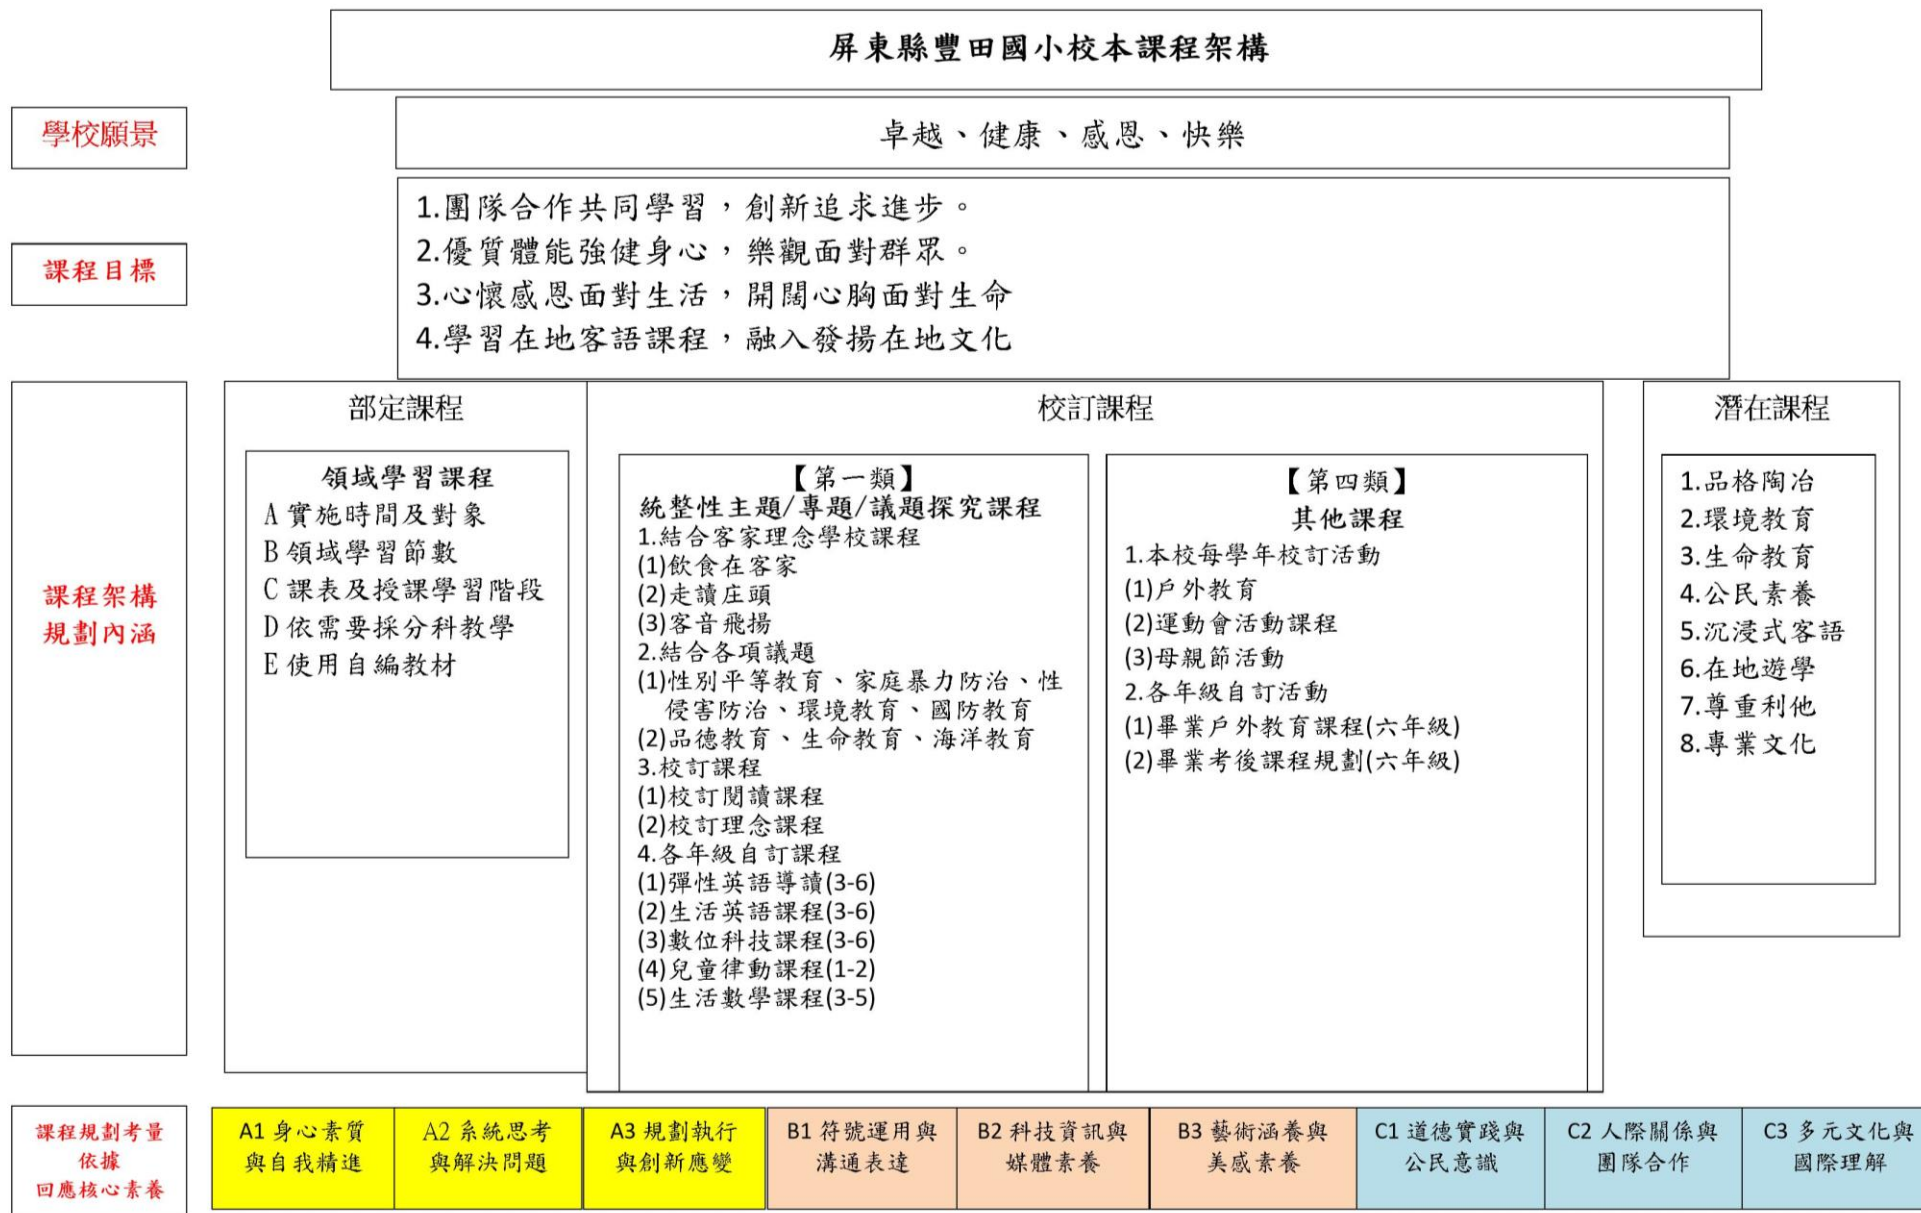 屏東縣豐田國小校本課程架構
學校願景
卓越、健康、感恩、快樂
課程目標
1.團隊合作共同學習，創新追求進步。
2.優質體能強健身心，樂觀面對群眾。
3.心懷感恩面對生活，開闊心胸面對生命
4.學習在地客語課程，融入發揚在地文化
課程架構
規劃內涵
部定課程
領域學習課程
A 實施時間及對象
B 領域學習節數
C 課表及授課學習階段
D 依需要採分科教學
E 使用自編教材
校訂課程
【第一類】
統整性主題/專題/議題探究課程
1.結合客家理念學校課程
(1)飲食在客家
(2)走讀庄頭
(3)客音飛揚
2.結合各項議題
(1)性別平等教育、家庭暴力防治、性
侵害防治、環境教育、國防教育
(2)品德教育、生命教育、海洋教育
3.校訂課程
(1)校訂閱讀課程
(2)校訂理念課程
4.各年級自訂課程
(1)彈性英語導讀(3-6)
(2)生活英語課程(3-6)
(3)數位科技課程(3-6)
(4)兒童律動課程(1-2)
(5)生活數學課程(3-5)
【第四類】
其他課程
1.本校每學年校訂活動
(1)戶外教育
(2)運動會活動課程
(3)母親節活動
2.各年級自訂活動
(1)畢業戶外教育課程(六年級)
(2)畢業考後課程規劃(六年級)
潛在課程
1.品格陶冶
2.環境教育
3.生命教育
4.公民素養
5.沉浸式客語
6.在地遊學
7.尊重利他
8.專業文化
課程規劃考量
依據
回應核心素養
A1 身心素質
與自我精進
A2 系統思考
與解決問題
A3 規劃執行
與創新應變
B1 符號運用與
溝通表達
B2 科技資訊與
媒體素養
B3 藝術涵養與
美感素養
C1 道德實踐與
公民意識
C2 人際關係與
團隊合作
C3 多元文化與
國際理解